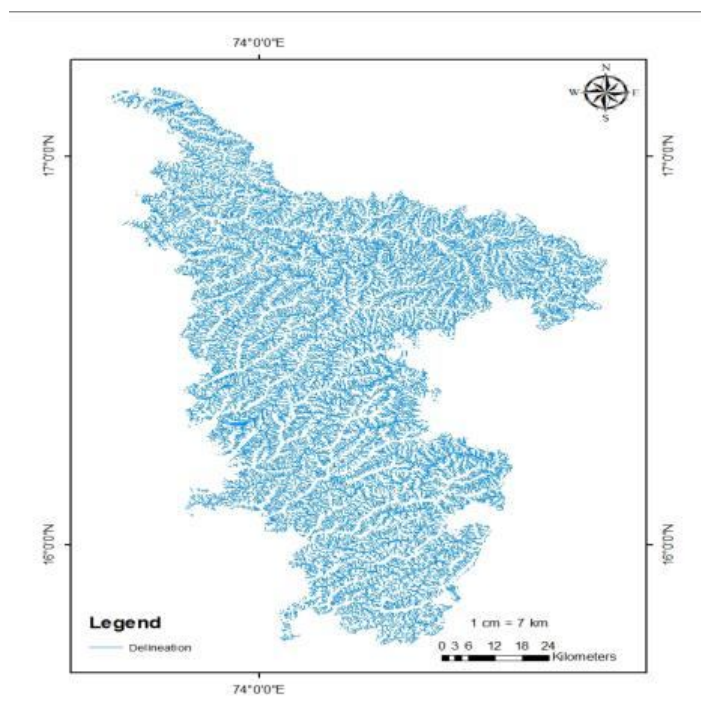 74°0'0"E
N
W E
S
17°0'0"N 17°0'0"N
16°0'0"N 16°0'0"N
Legend
Delineation
1 cm = 7 km
0 3 6 12 18 24
Kilometers
74°0'0"E